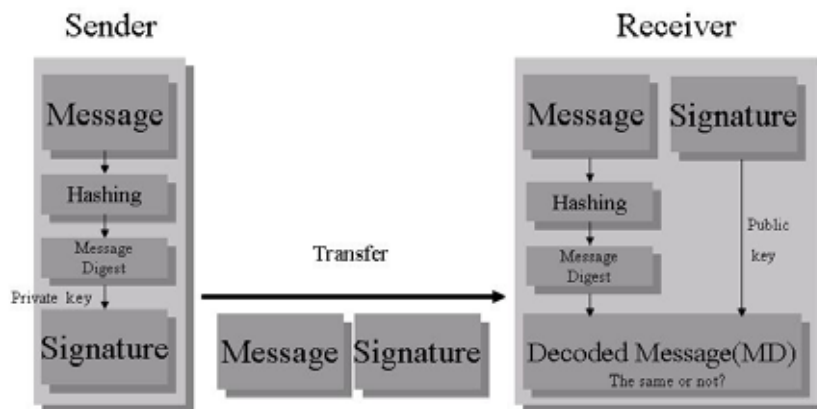 Sender
Message
Hashing
Message
Digest
Private key
Signature
Transfer
Message
Signature
Receiver
Message
Signature
Hashing
Message
Digest
Public
key
Decoded Message(MD)
The same or not?